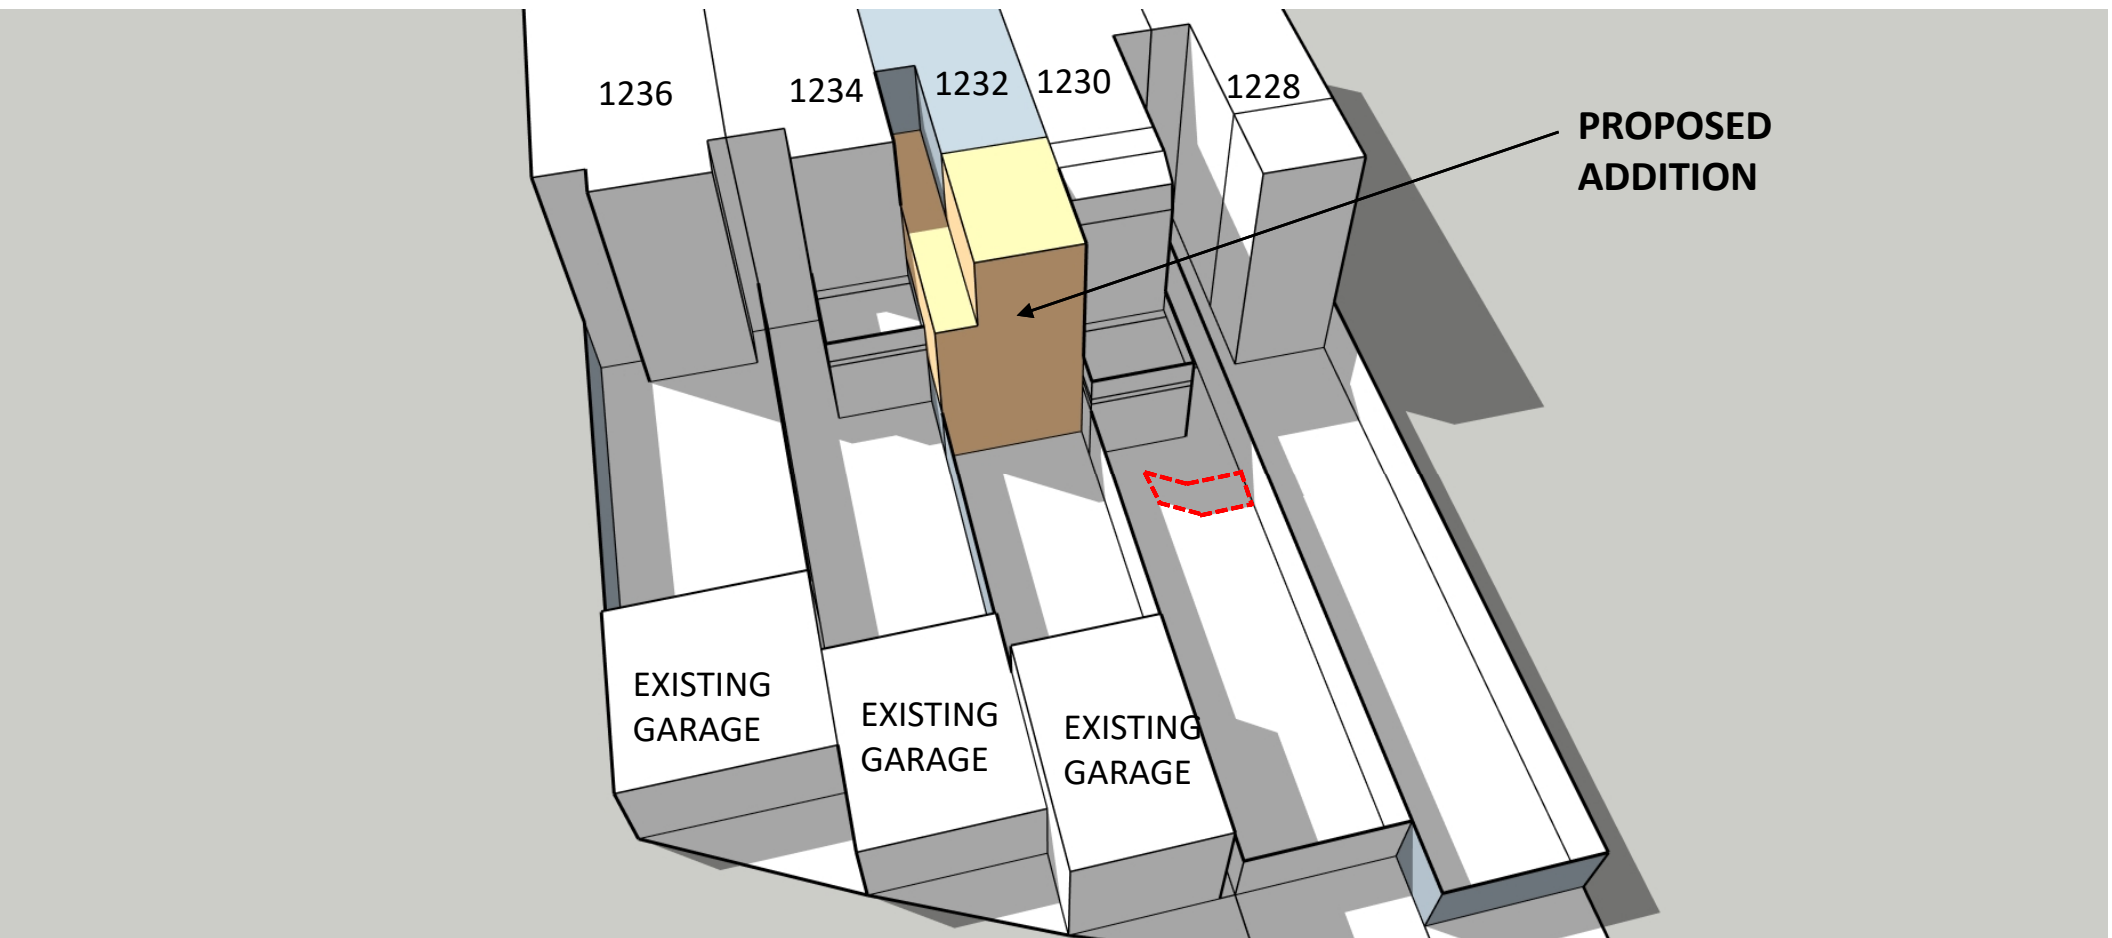 1236
1234
1232
1230
1228
PROPOSED
ADDITION
EXISTING
GARAGE
EXISTING
GARAGE
EXISTING
GARAGE